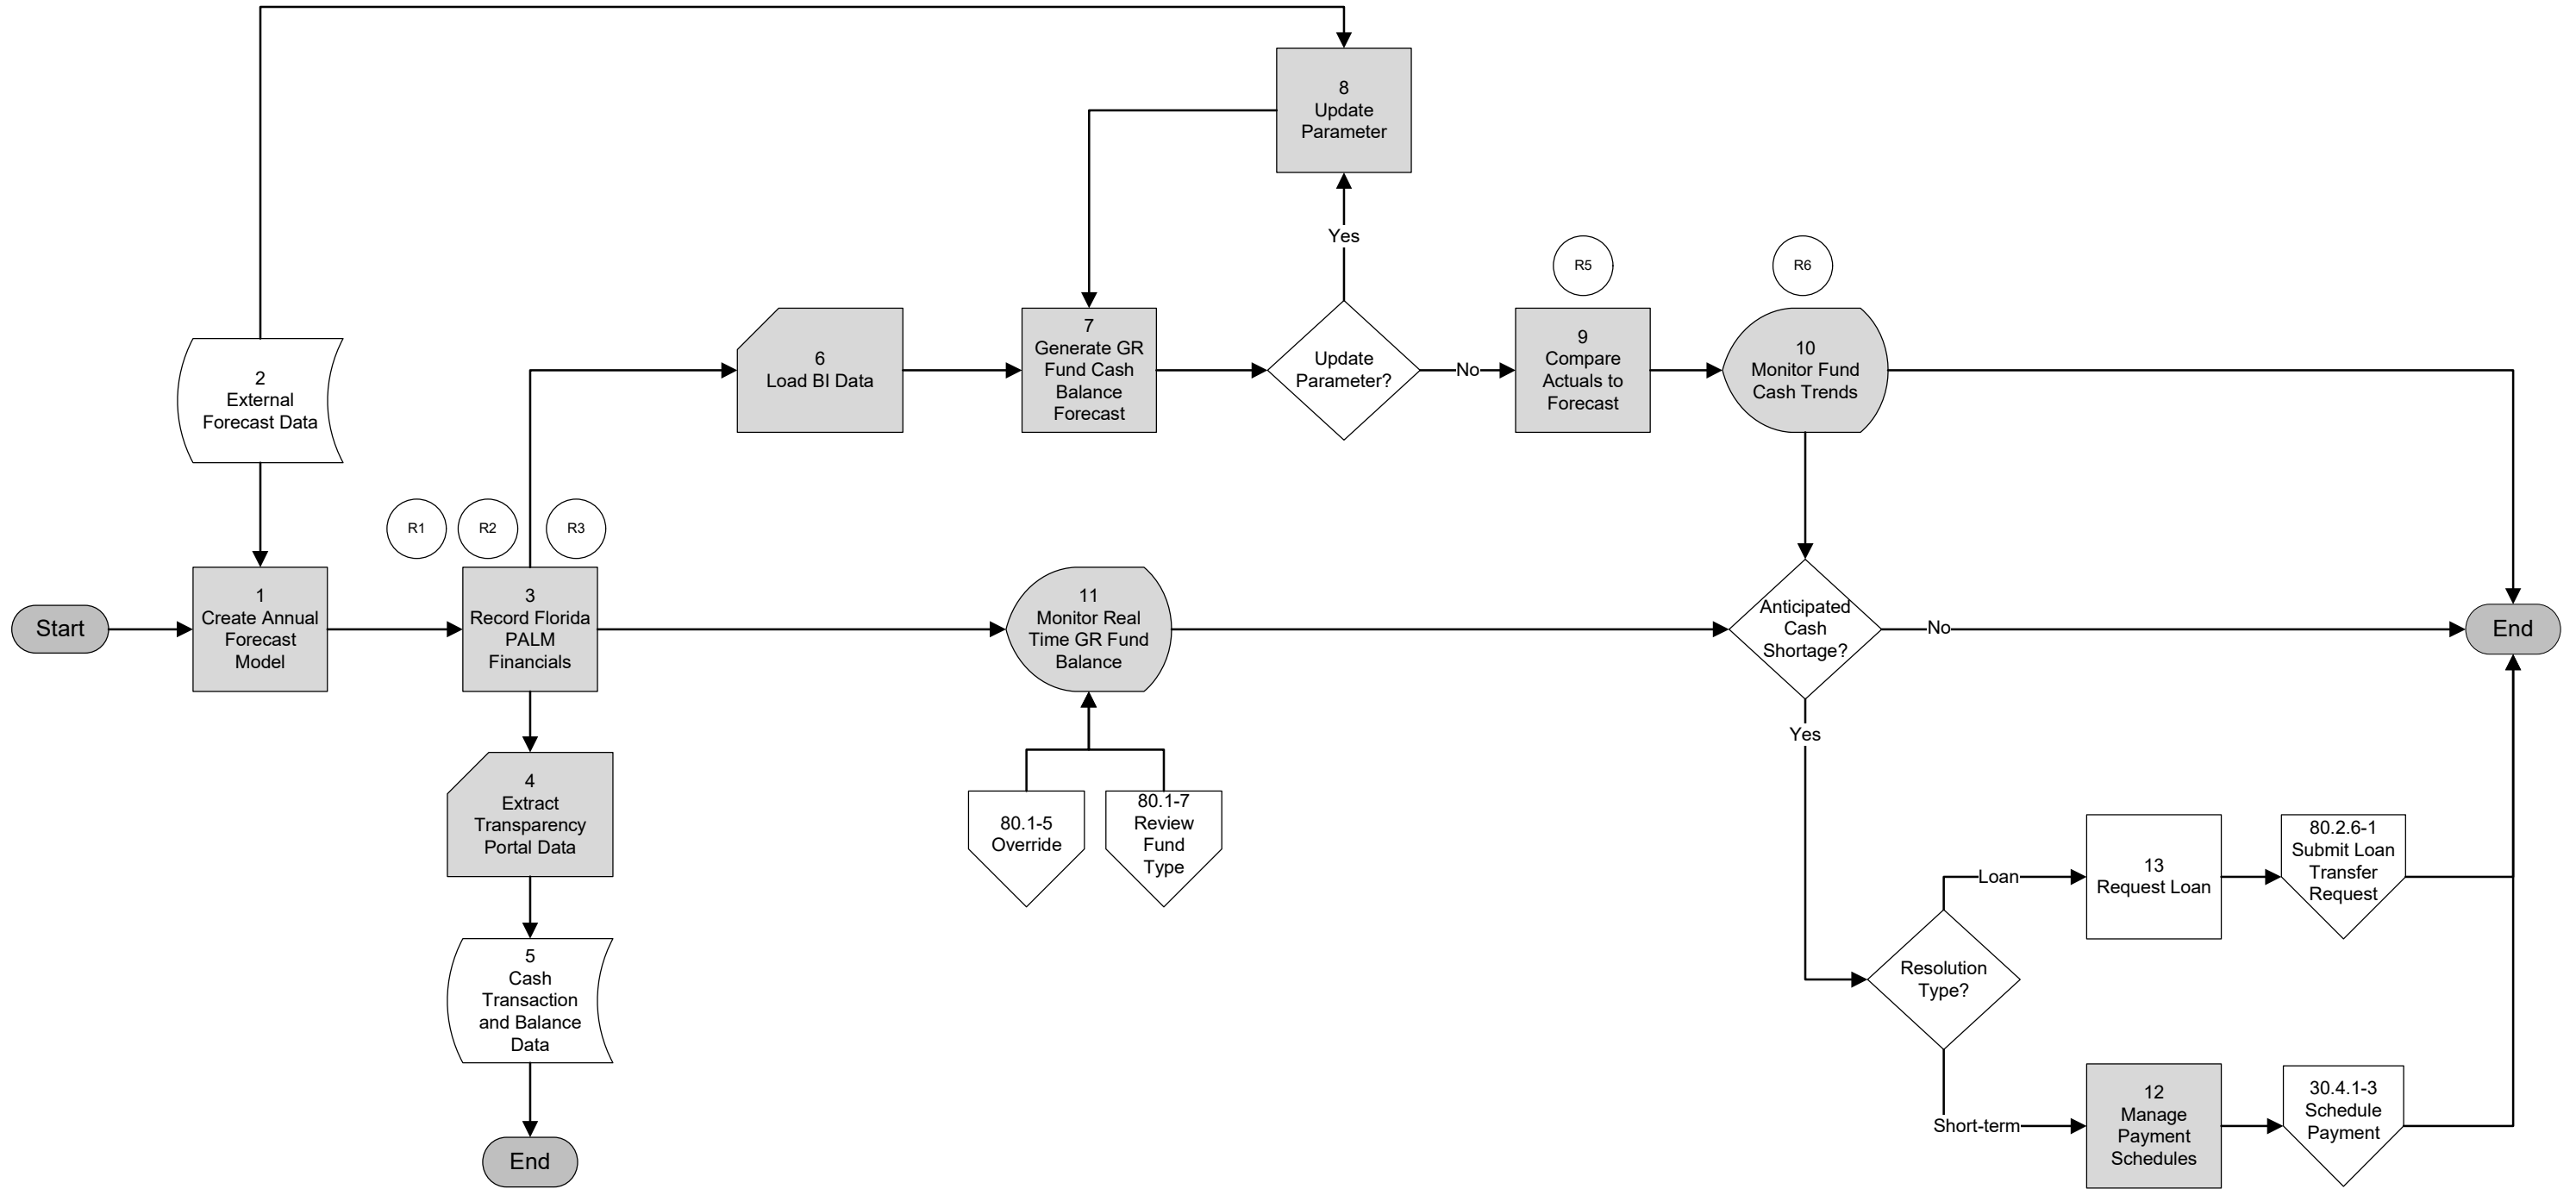 8
Update
Parameter
Yes
R5
R6
2
External
Forecast Data
6
Load BI Data
7
Generate GR
Fund Cash
Balance
Forecast
Update
Parameter?
No
9
Compare
Actuals to
Forecast
10
Monitor Fund
Cash Trends
R1
R2
R3
Start
1
Create Annual
Forecast
Model
3
Record Florida
PALM
Financials
11
Monitor Real
Time GR Fund
Balance
Anticipated
Cash
Shortage?
No
End
Yes
4
Extract
Transparency
Portal Data
80.1-5
Override
80.1-7
Review
Fund
Type
Loan
13
Request Loan
80.2.6-1
Submit Loan
Transfer
Request
5
Cash
Transaction
and Balance
Data
Resolution
Type?
Short-term
12
Manage
Payment
Schedules
30.4.1-3
Schedule
Payment
End